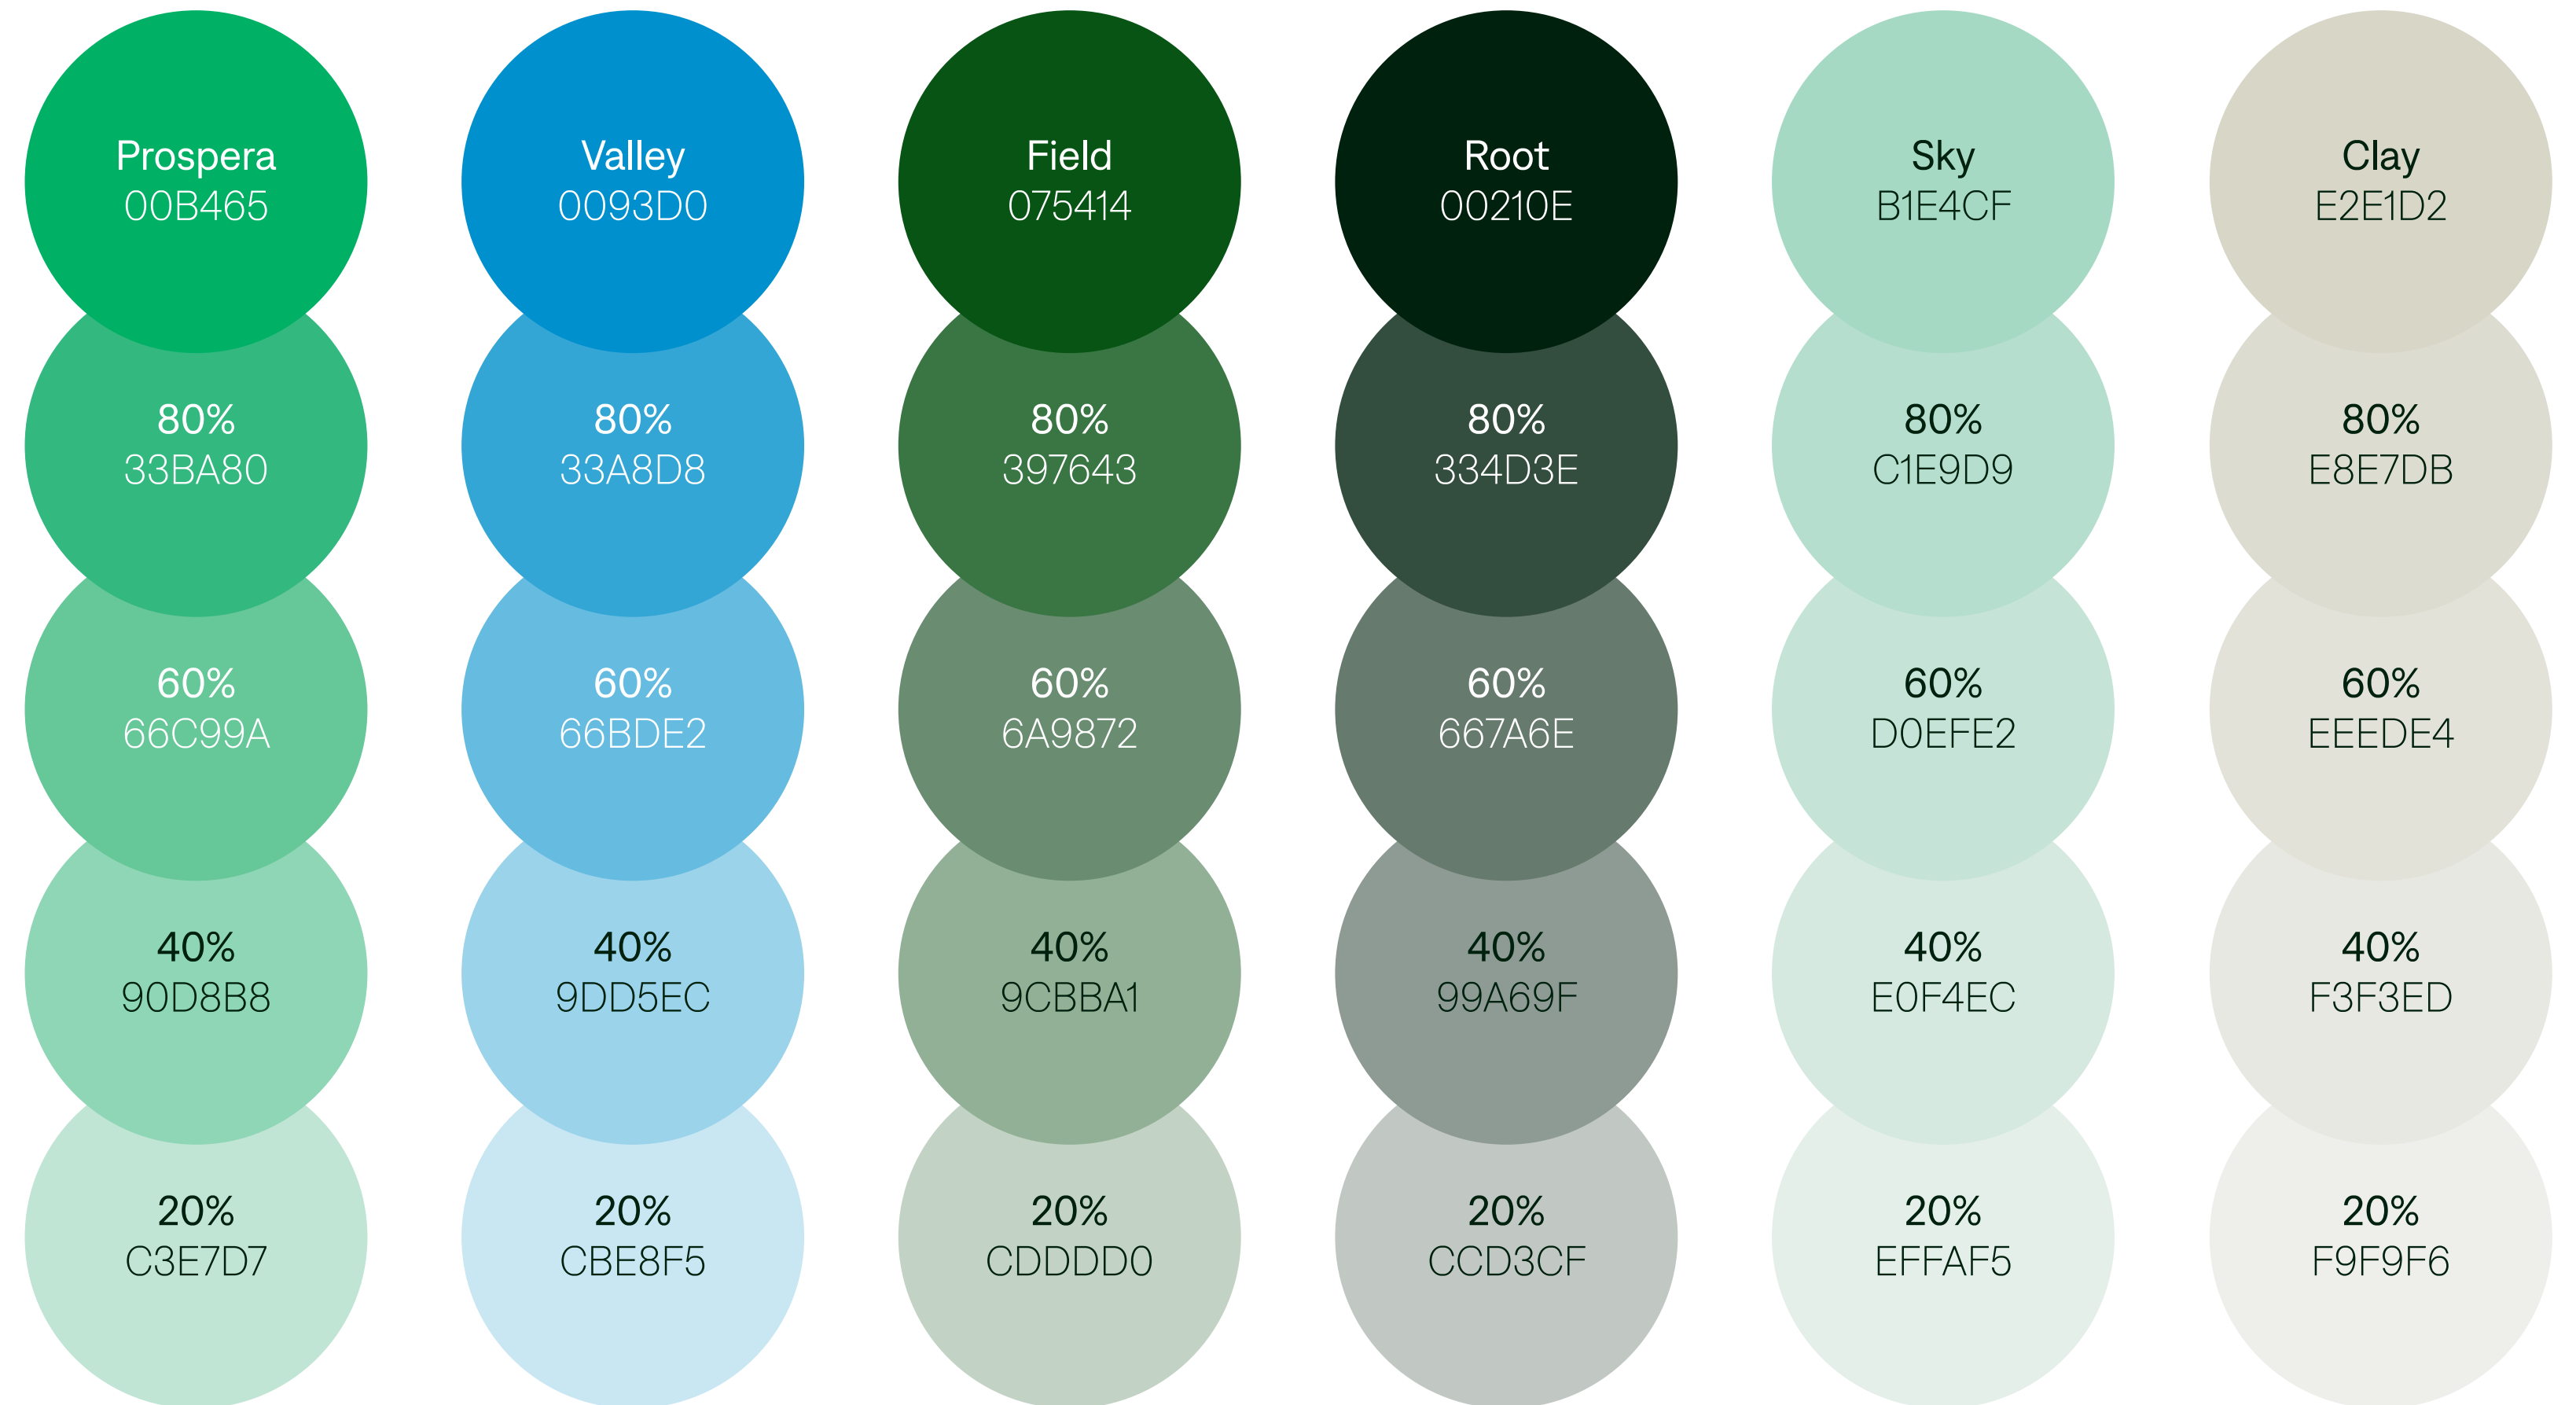 Prospera
00B465
Valley
0093D0
Field
075414
Root
00210E
Sky
B1E4CF
Clay
E2E1D2
80%
33BA80
80%
33A8D8
80%
397643
80%
334D3E
80%
C1E9D9
80%
E8E7DB
60%
66C99A
60%
66BDE2
60%
6A9872
60%
667A6E
60%
D0EFE2
60%
EEEDE4
40%
90D8B8
40%
9DD5EC
40%
9CBBA1
40%
99A69F
40%
E0F4EC
40%
F3F3ED
20%
C3E7D7
20%
CBE8F5
20%
CDDDD0
20%
CCD3CF
20%
EFFAF5
20%
F9F9F6